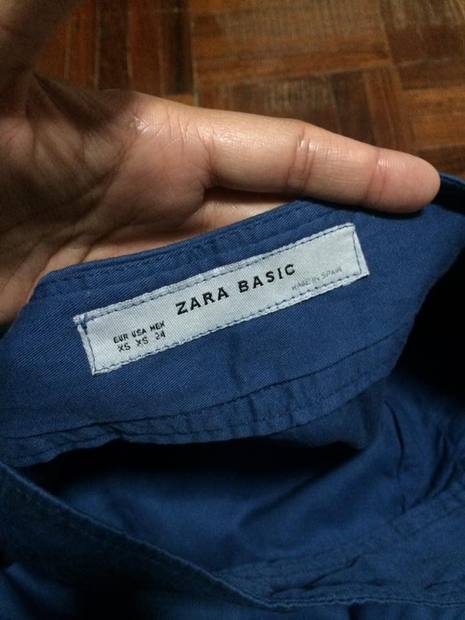 ZARA BASIC
MADE IN SPAIN
EUR USA MEX
XS XS 24